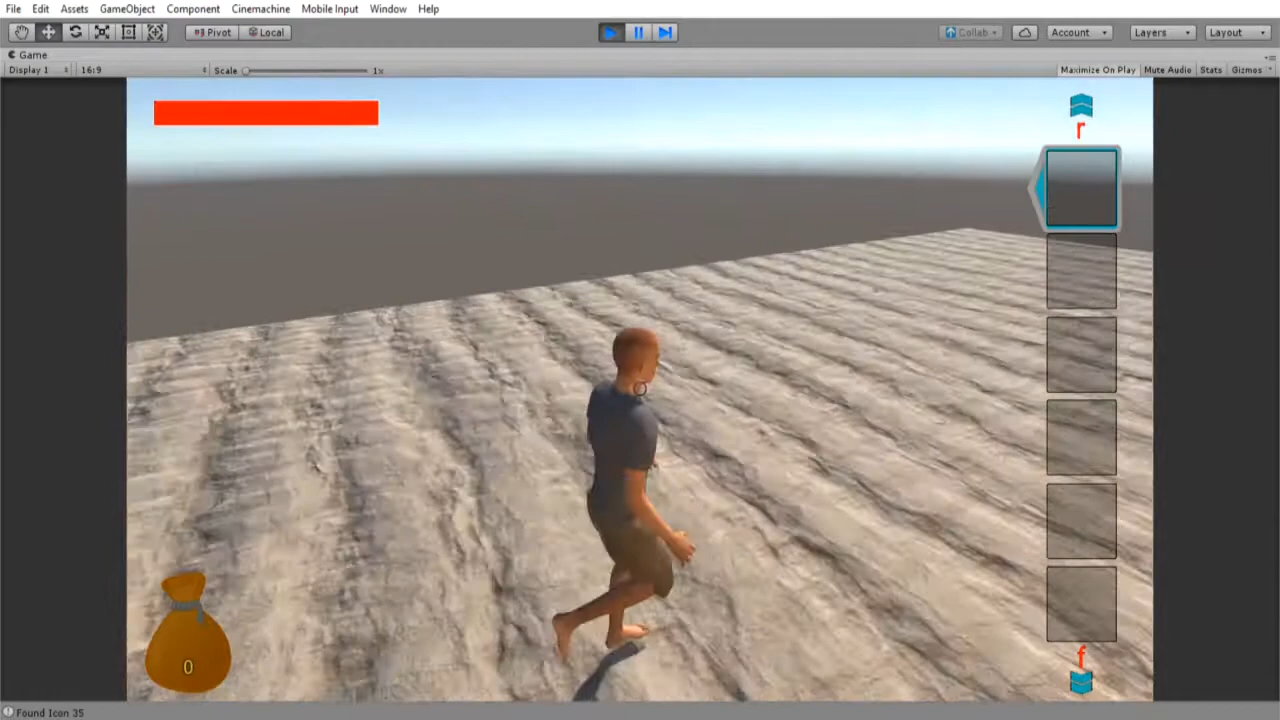 File Edit Assets GameObject Component Cinemachine Mobile Input Window Help
Pivot Local Collab Account Layers Layout
Game
Display 1 16:9 Scale 1x Maximize On Play Mute Audio Stats Gizmos
r
f
0
Found Icon 35